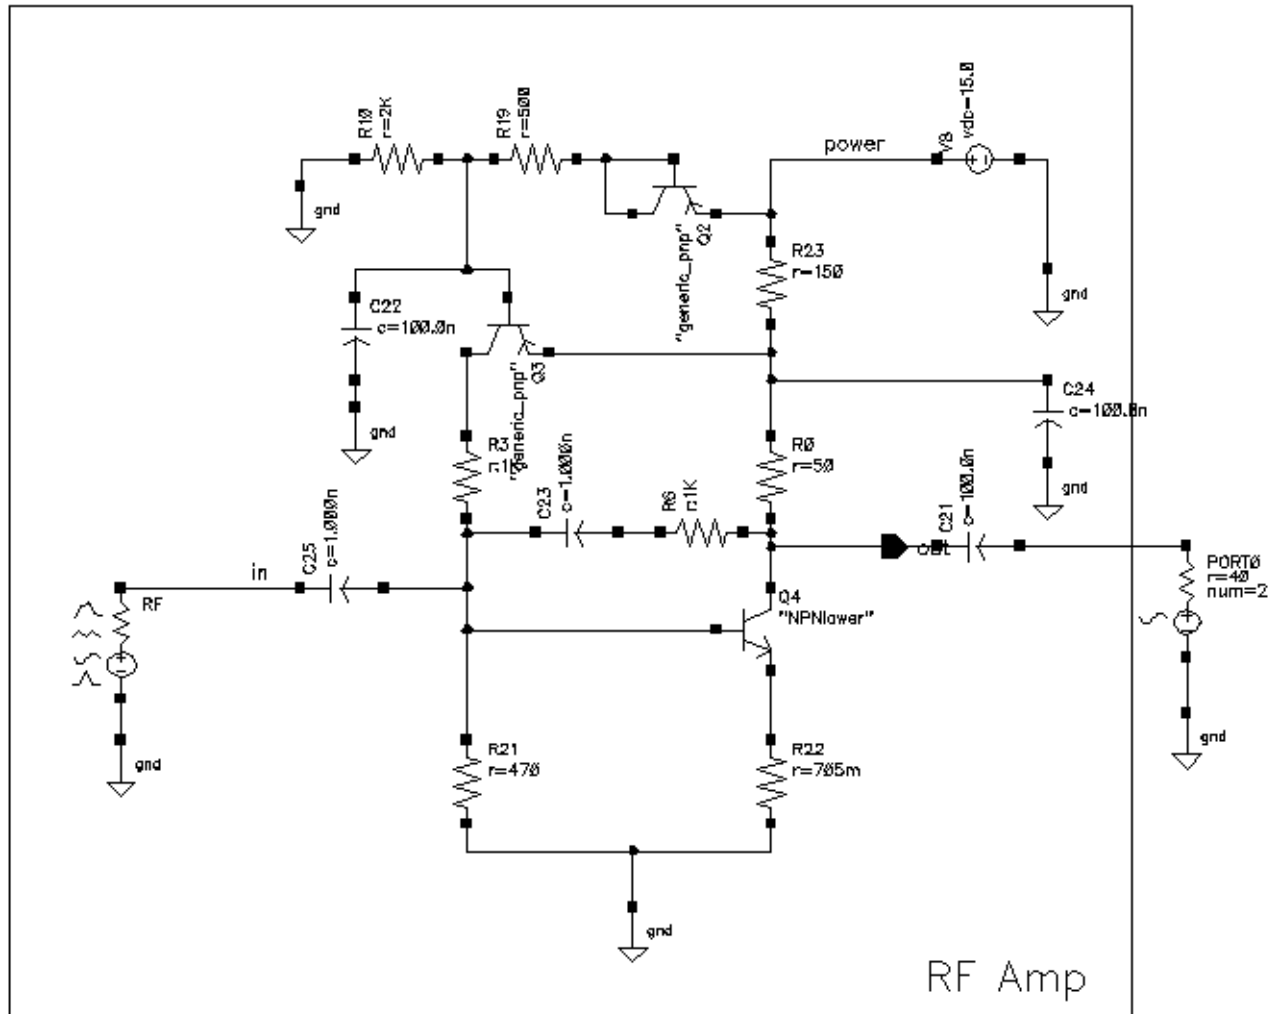 R10
r=2K
R19
r=500
power
V8
vdc=15.0
gnd
"generic_pnp"
Q2
R23
r=150
gnd
C22
c=100.0n
"generic_pnp"
Q3
C24
c=100.0n
gnd
R3
R0
r=50
gnd
C23
c=1.000n
R6
r=1K
C21
c=100.0n
out
C25
c=1.000n
in
RF
PORT0
r=40
num=2
Q4
"NPNlower"
gnd
R21
r=470
R22
r=705m
gnd
gnd
RF Amp